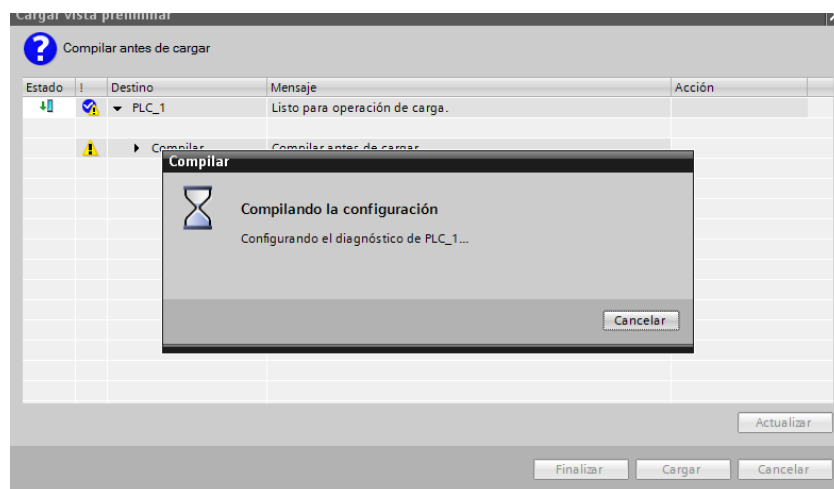 Cargar vista preliminar
Compilar antes de cargar
Estado ! Destino Mensaje Acción
PLC_1 Listo para operación de carga.
Compilar Compilar antes de cargar
Compilar
Compilando la configuración
Configurando el diagnóstico de PLC_1...
Cancelar
Actualizar
Finalizar Cargar Cancelar